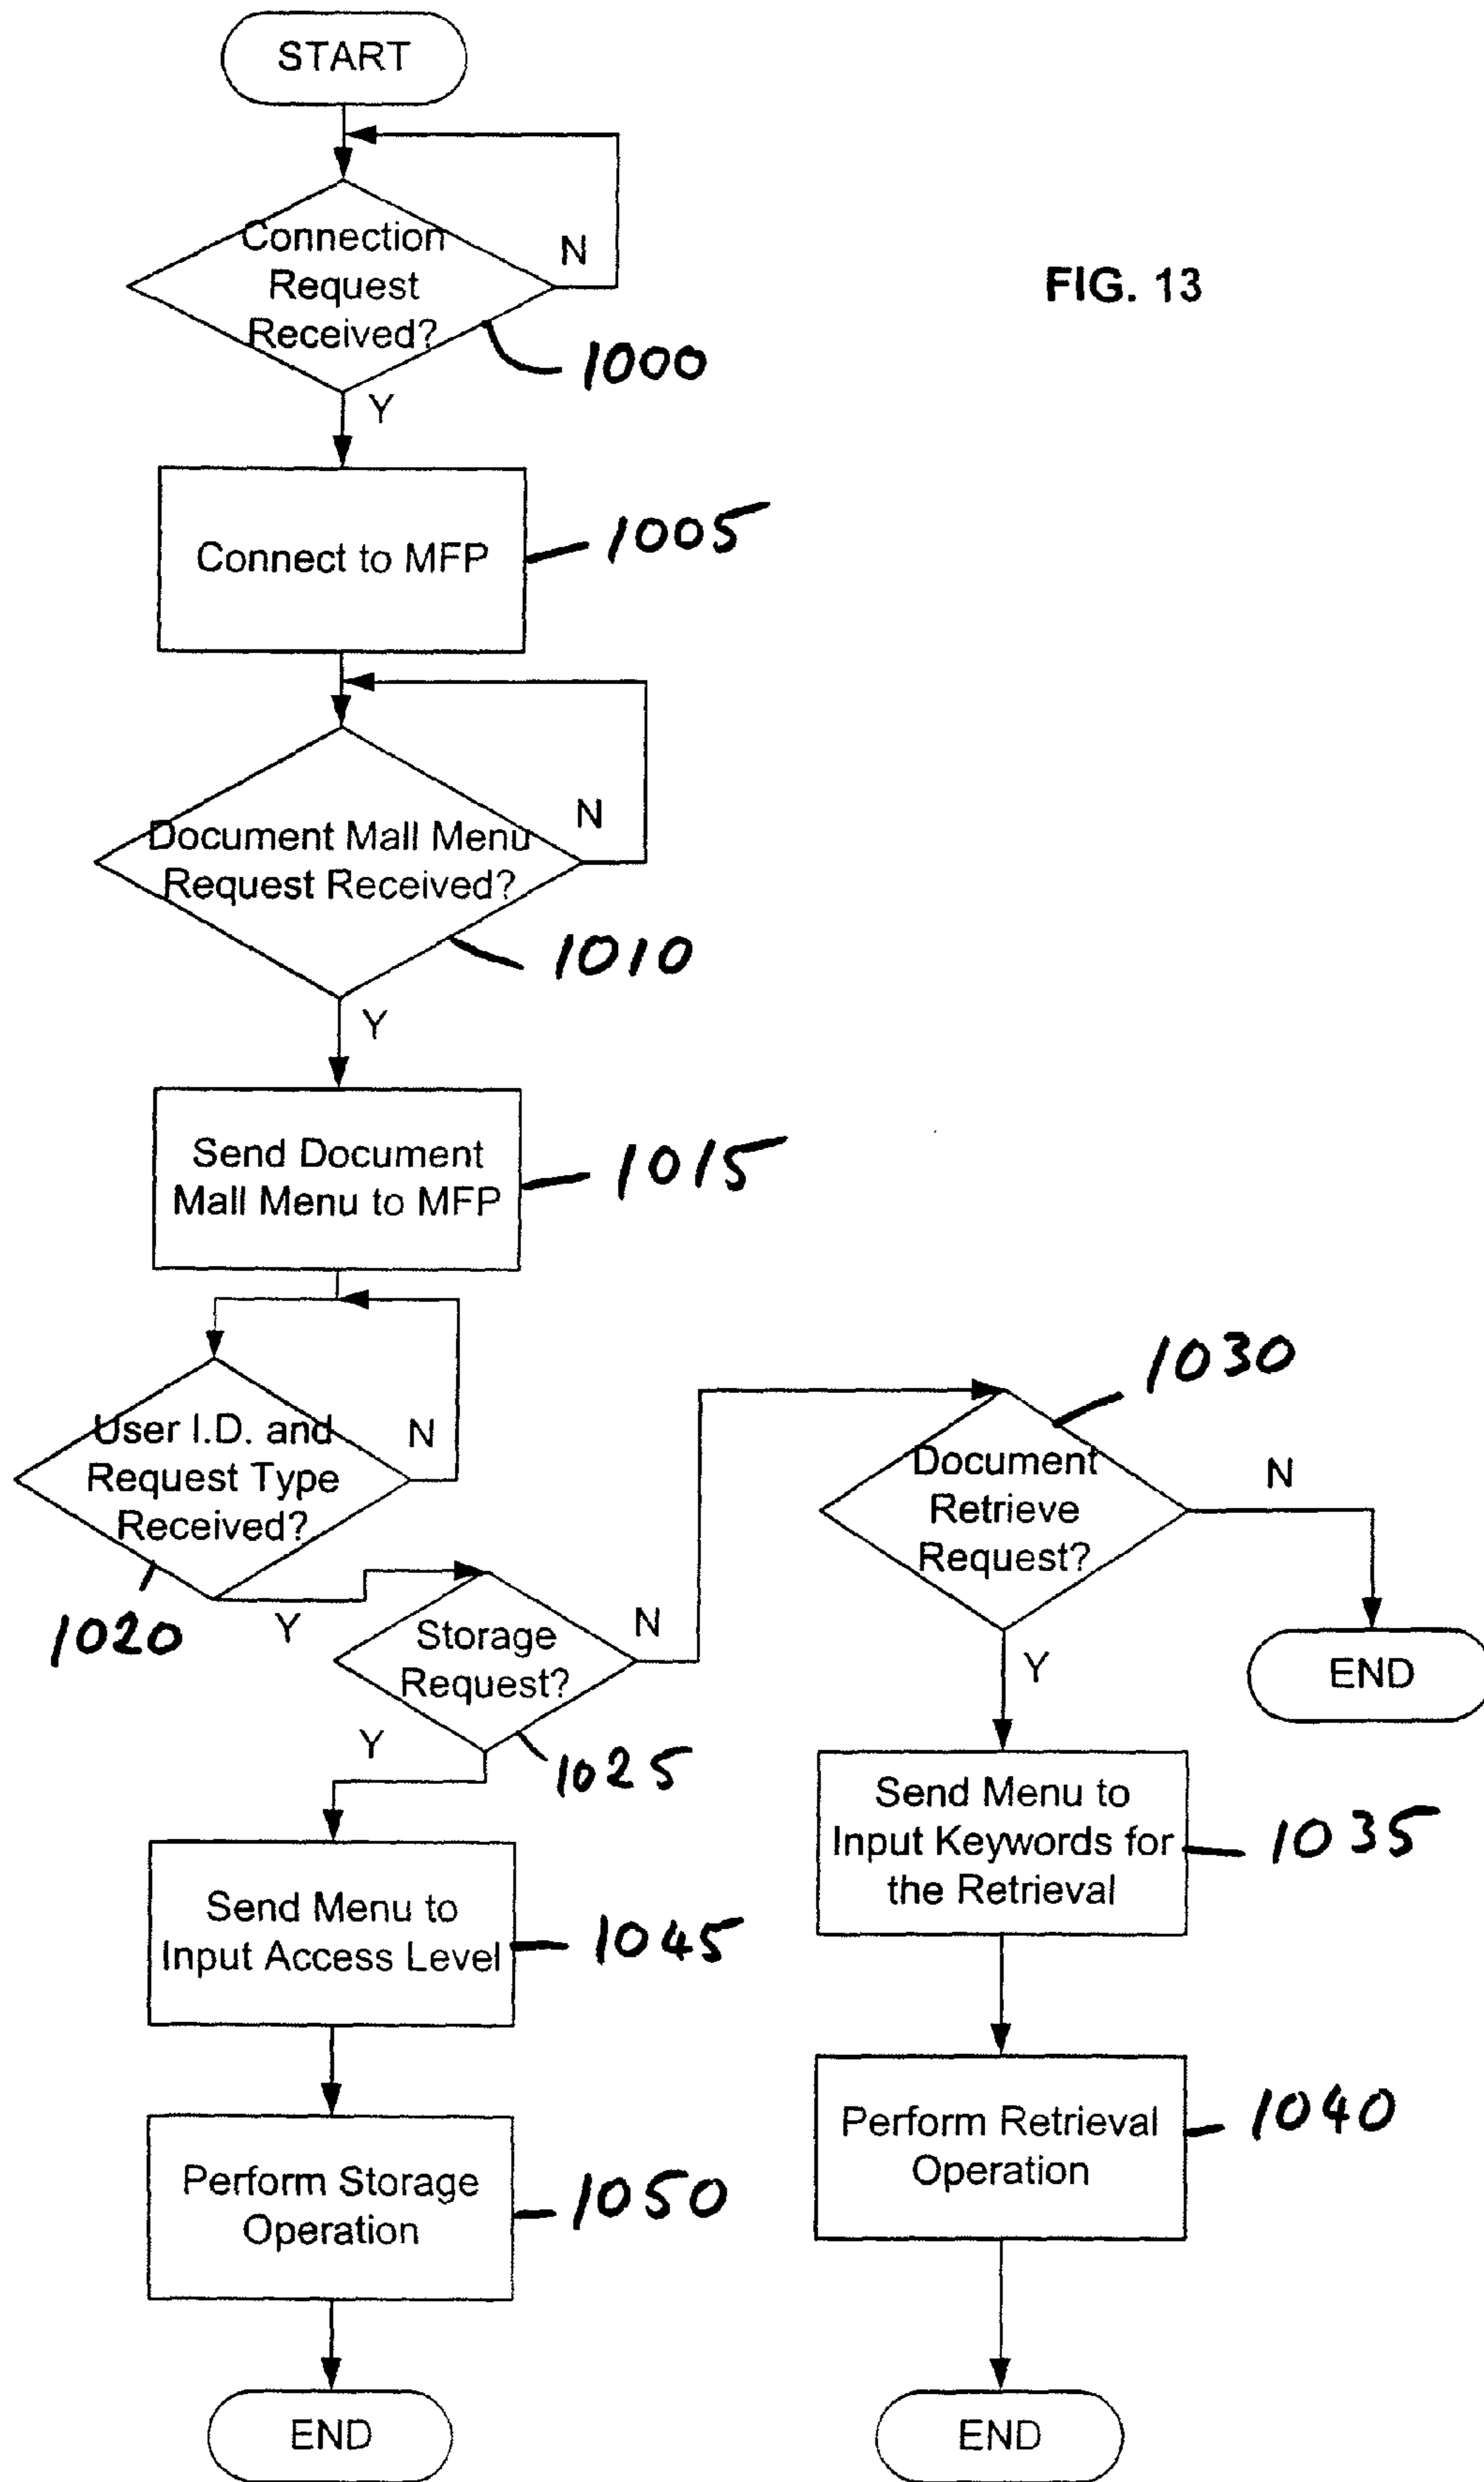 START
Connection
Request
Received?
N
FIG. 13
1000
Y
Connect to MFP
1005
N
Document Mall Menu
Request Received?
1010
Y
Send Document
Mall Menu to MFP
1015
User I.D. and
Request Type
Received?
N
1020
Y
Storage
Request?
N
1025
Y
1030
Document
Retrieve
Request?
N
END
Y
Send Menu to
Input Keywords for
the Retrieval
1035
Send Menu to
Input Access Level
1045
Perform Retrieval
Operation
1040
Perform Storage
Operation
1050
END
END